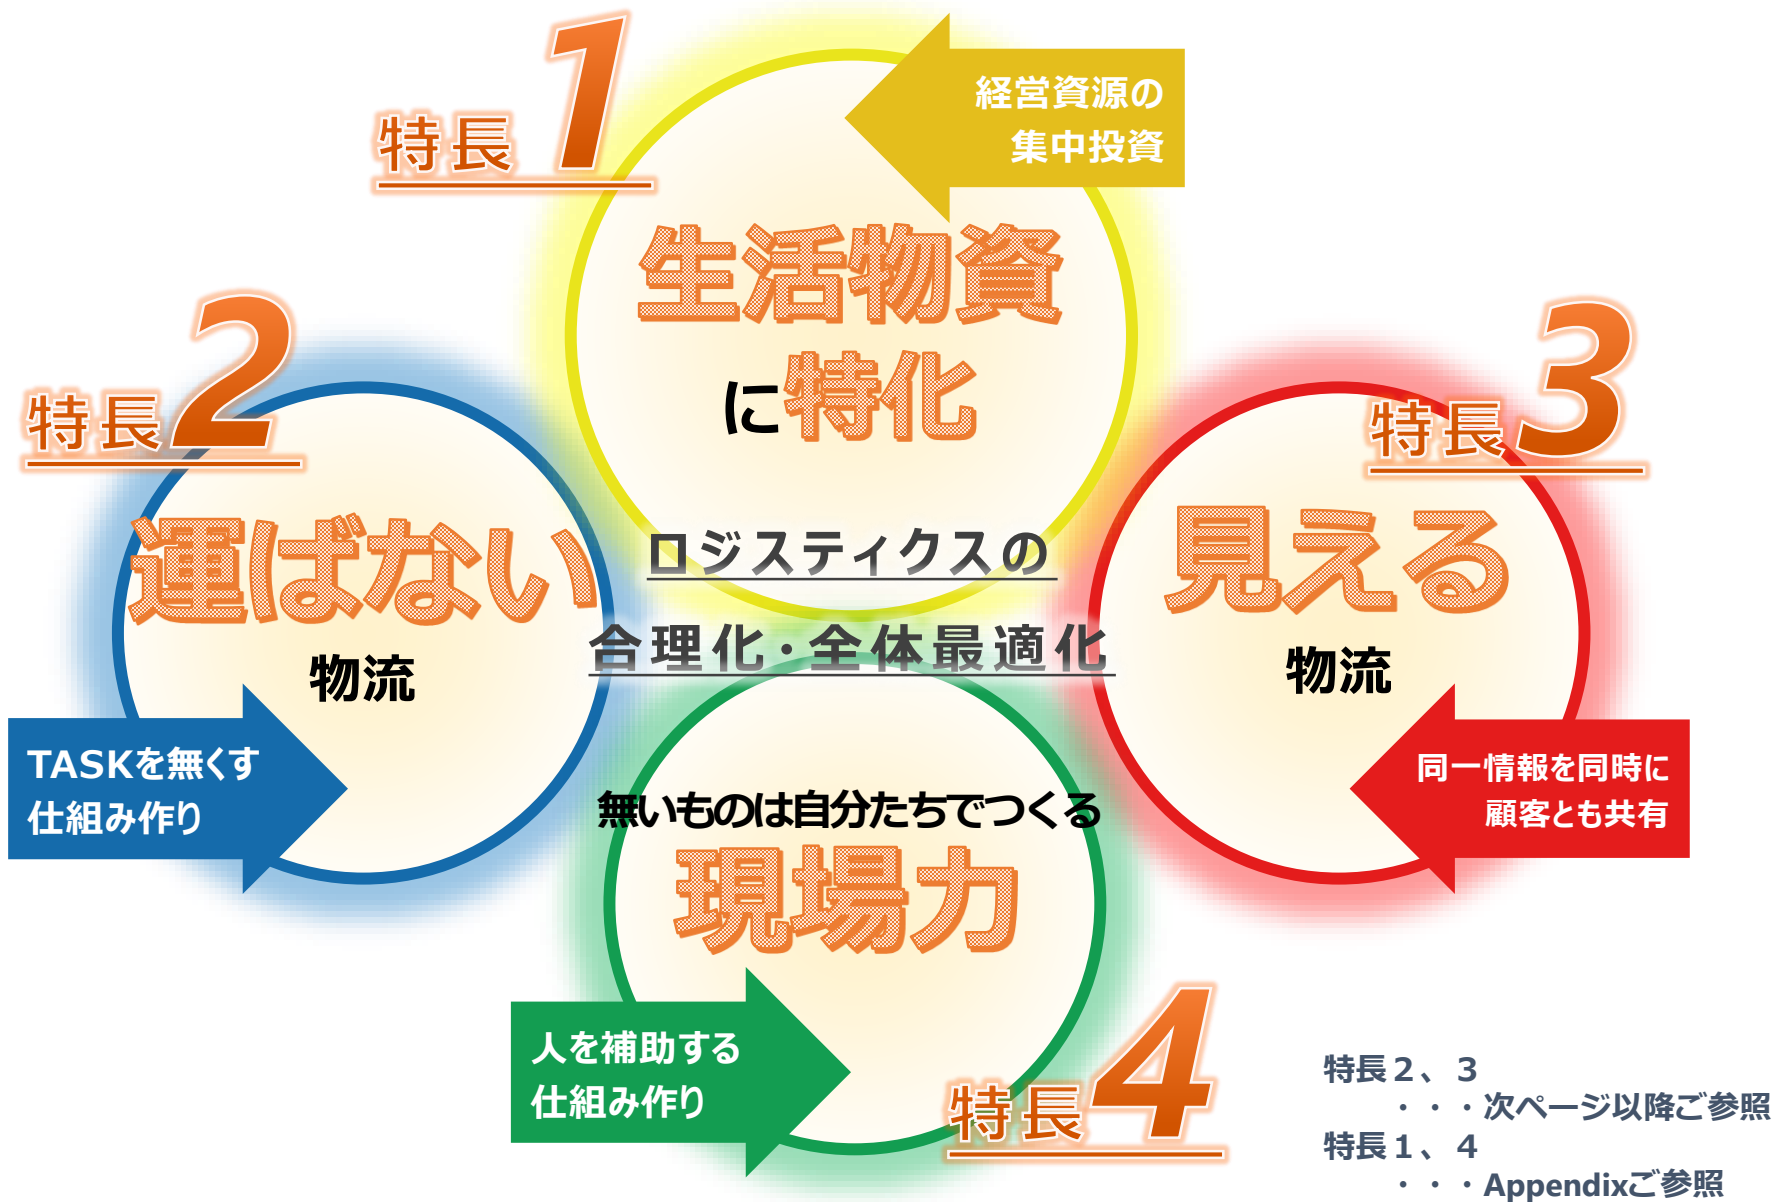 特長1
経営資源の
集中投資
生活物資
に特化
特長2
運ばない
物流
TASKを無くす
仕組み作り
ロジスティクスの
合理化・全体最適化
特長3
見える
物流
同一情報を同時に
顧客とも共有
無いものは自分たちでつくる
現場力
人を補助する
仕組み作り
特長4
特長２、３
・・・次ページ以降ご参照
特長１、４
・・・Appendixご参照